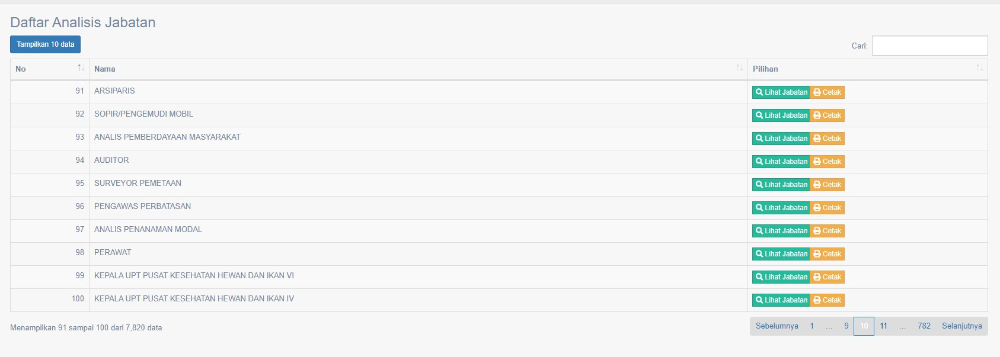 Daftar Analisis Jabatan
Tampilkan 10 data
Cari:
No Nama Pilihan
91 ARSIPARIS Lihat Jabatan Cetak
92 SOPIR/PENGEMUDI MOBIL Lihat Jabatan Cetak
93 ANALIS PEMBERDAYAAN MASYARAKAT Lihat Jabatan Cetak
94 AUDITOR Lihat Jabatan Cetak
95 SURVEYOR PEMETAAN Lihat Jabatan Cetak
96 PENGAWAS PERBATASAN Lihat Jabatan Cetak
97 ANALIS PENANAMAN MODAL Lihat Jabatan Cetak
98 PERAWAT Lihat Jabatan Cetak
99 KEPALA UPT PUSAT KESEHATAN HEWAN DAN IKAN VI Lihat Jabatan Cetak
100 KEPALA UPT PUSAT KESEHATAN HEWAN DAN IKAN IV Lihat Jabatan Cetak
Menampilkan 91 sampai 100 dari 7,820 data
Sebelumnya 1 ... 9 10 11 ... 782 Selanjutnya